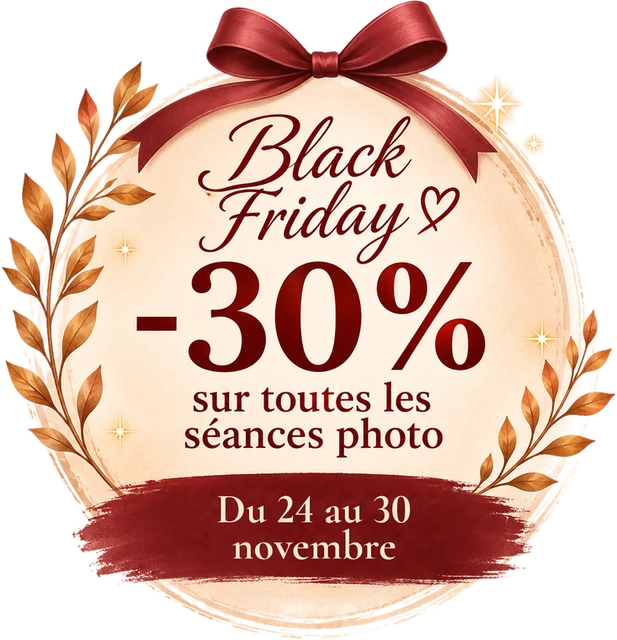 Black
Friday
-30%
sur toutes les
séances photo
Du 24 au 30
novembre